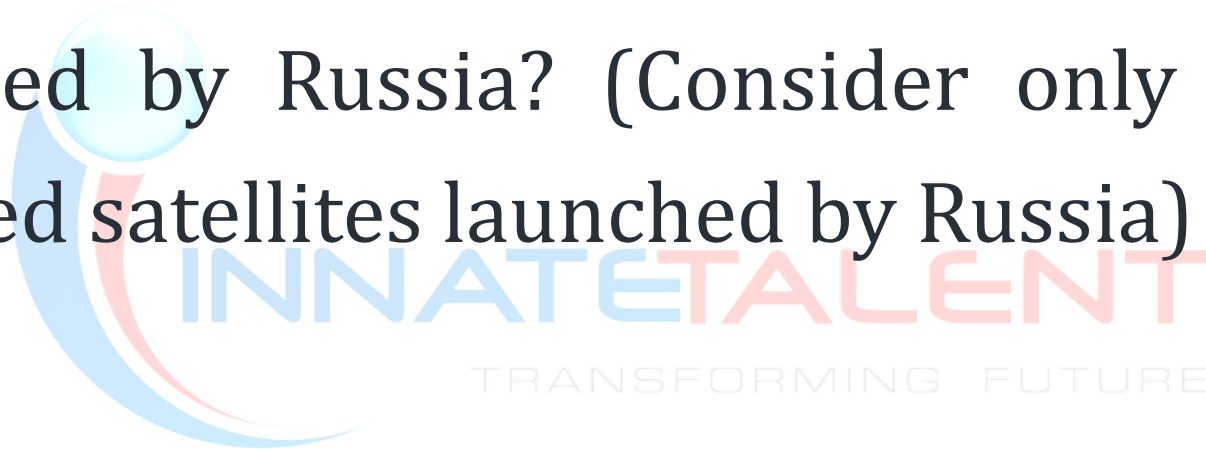 ed by Russia? (Consider only
ed satellites launched by Russia)
INNATETALENT
TRANSFORMING FUTURE